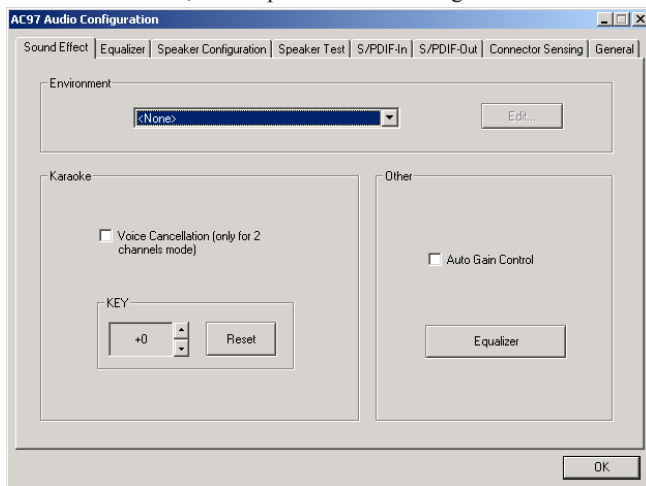 AC97 Audio Configuration
Sound Effect Equalizer Speaker Configuration Speaker Test S/PDIF-In S/PDIF-Out Connector Sensing General
Environment
<None> Edit...
Karaoke
Voice Cancellation (only for 2
channels mode)
KEY
+0 Reset
Other
Auto Gain Control
Equalizer
OK